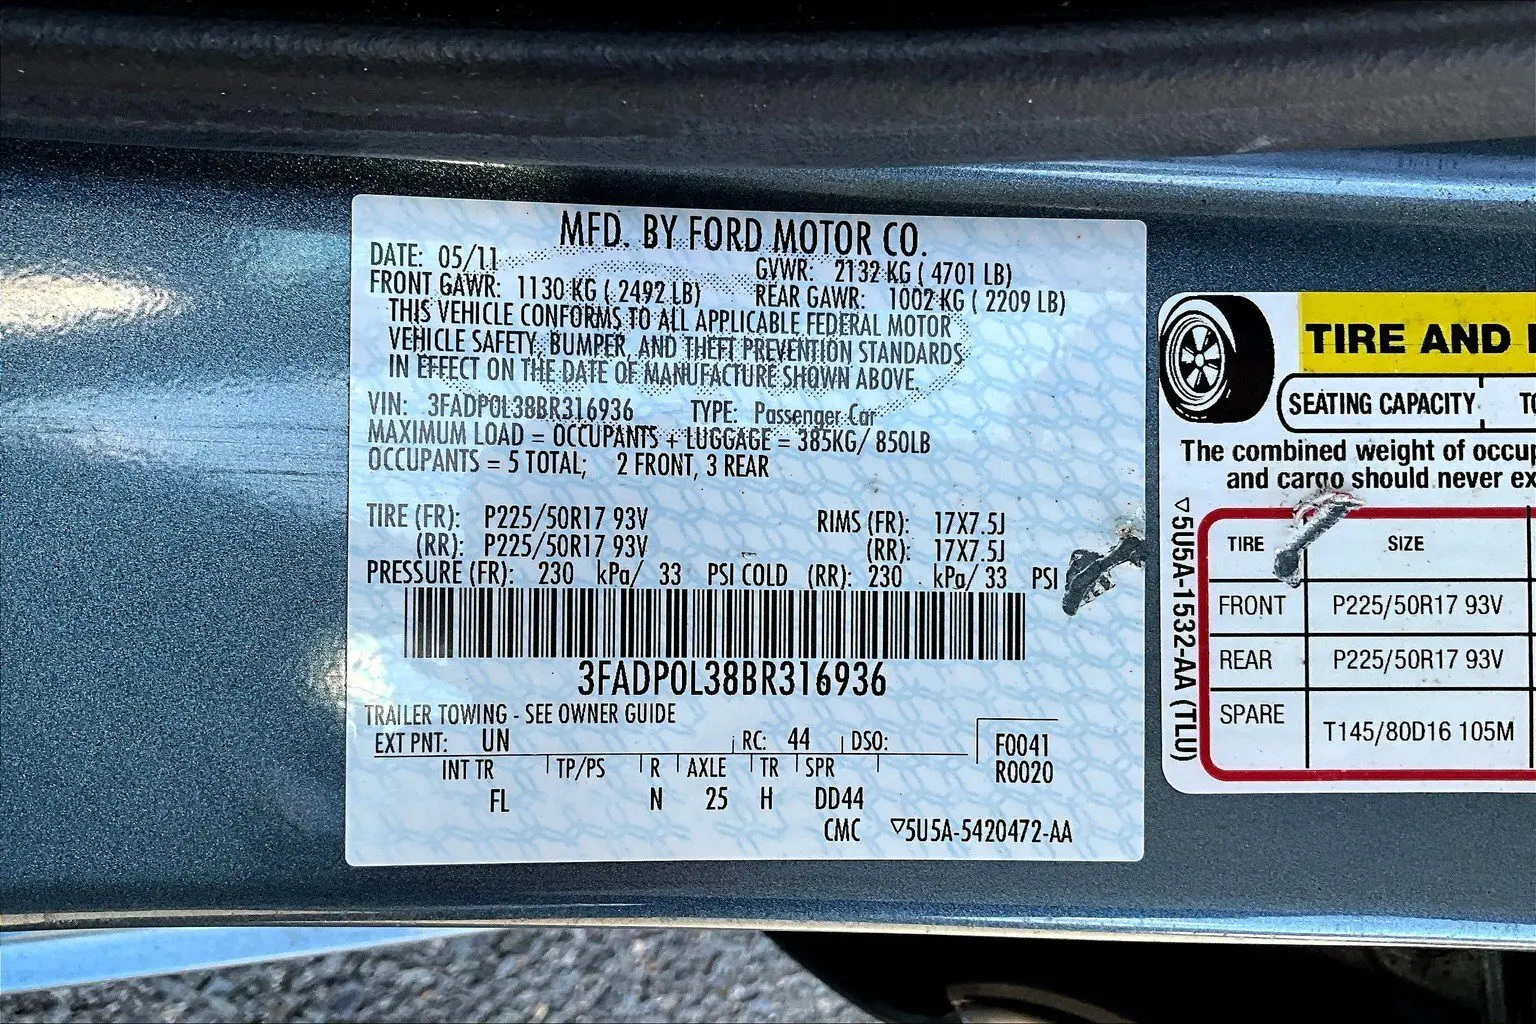 MFD. BY FORD MOTOR CO.
DATE: 05/11
GVWR: 2132 KG ( 4701 LB)
FRONT GAWR: 1130 KG ( 2492 LB)
REAR GAWR: 1002 KG ( 2209 LB)
THIS VEHICLE CONFORMS TO ALL APPLICABLE FEDERAL MOTOR
VEHICLE SAFETY, BUMPER, AND THEFT PREVENTION STANDARDS
IN EFFECT ON THE DATE OF MANUFACTURE SHOWN ABOVE.
VIN: 3FADP0L38BR316936 TYPE: Passenger Car
MAXIMUM LOAD = OCCUPANTS + LUGGAGE = 385KG/ 850LB
OCCUPANTS = 5 TOTAL; 2 FRONT, 3 REAR
TIRE (FR): P225/50R17 93V RIMS (FR): 17X7.5J
(RR): P225/50R17 93V (RR): 17X7.5J
PRESSURE (FR): 230 kPa/ 33 PSI COLD (RR): 230 kPa/ 33 PSI
3FADP0L38BR316936
TRAILER TOWING - SEE OWNER GUIDE
EXT PNT: UN RC: 44 DSO:
F0041
R0020
INT TR TP/PS R AXLE TR SPR
FL N 25 H DD44
CMC ▽5U5A-5420472-AA
TIRE AND
SEATING CAPACITY
The combined weight of
and cargo should never
▽5U5A-1532-AA (TLU)
TIRE SIZE
FRONT P225/50R17 93V
REAR P225/50R17 93V
SPARE T145/80D16 105M